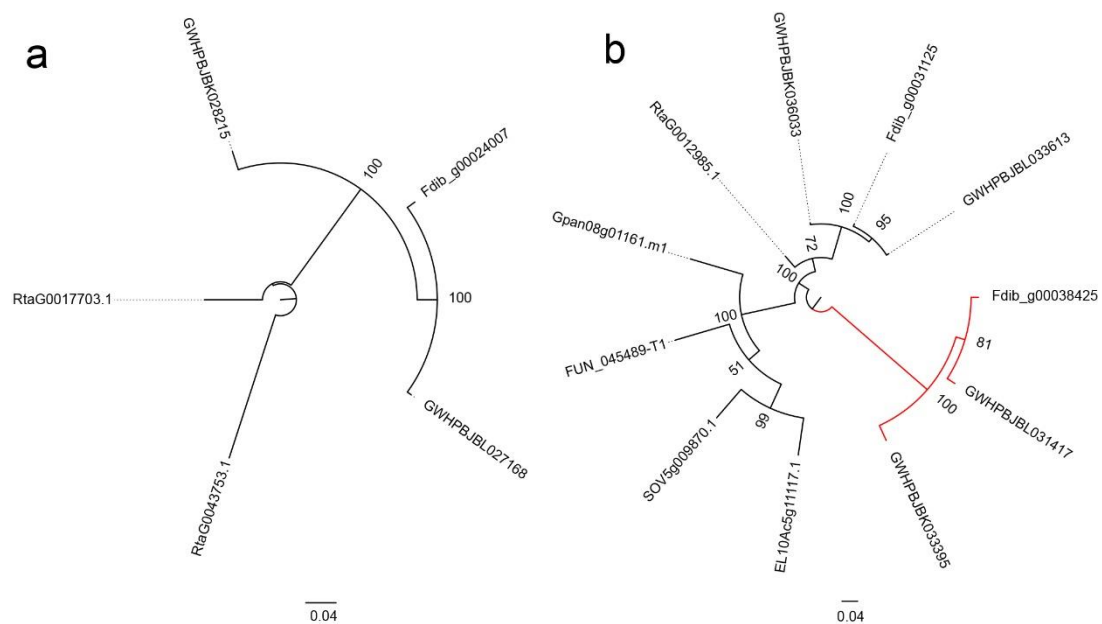 a
GWHPBJBK028215
100
Fdib_g00024007
RtaG0017703.1
100
GWHPBJBL027168
RtaG0043753.1
0.04
b
GWHPBJBK036033
Fdib_g00031125
RtaG0012985.1
GWHPBJBL033613
100
95
72
Gpan08g01161.m1
100
Fdib_g00038425
100
FUN_045489-T1
81
51
GWHPBJBL031417
100
99
SOV5g009870.1
GWHPBJBK033395
EL10Ac5g11117.1
0.04